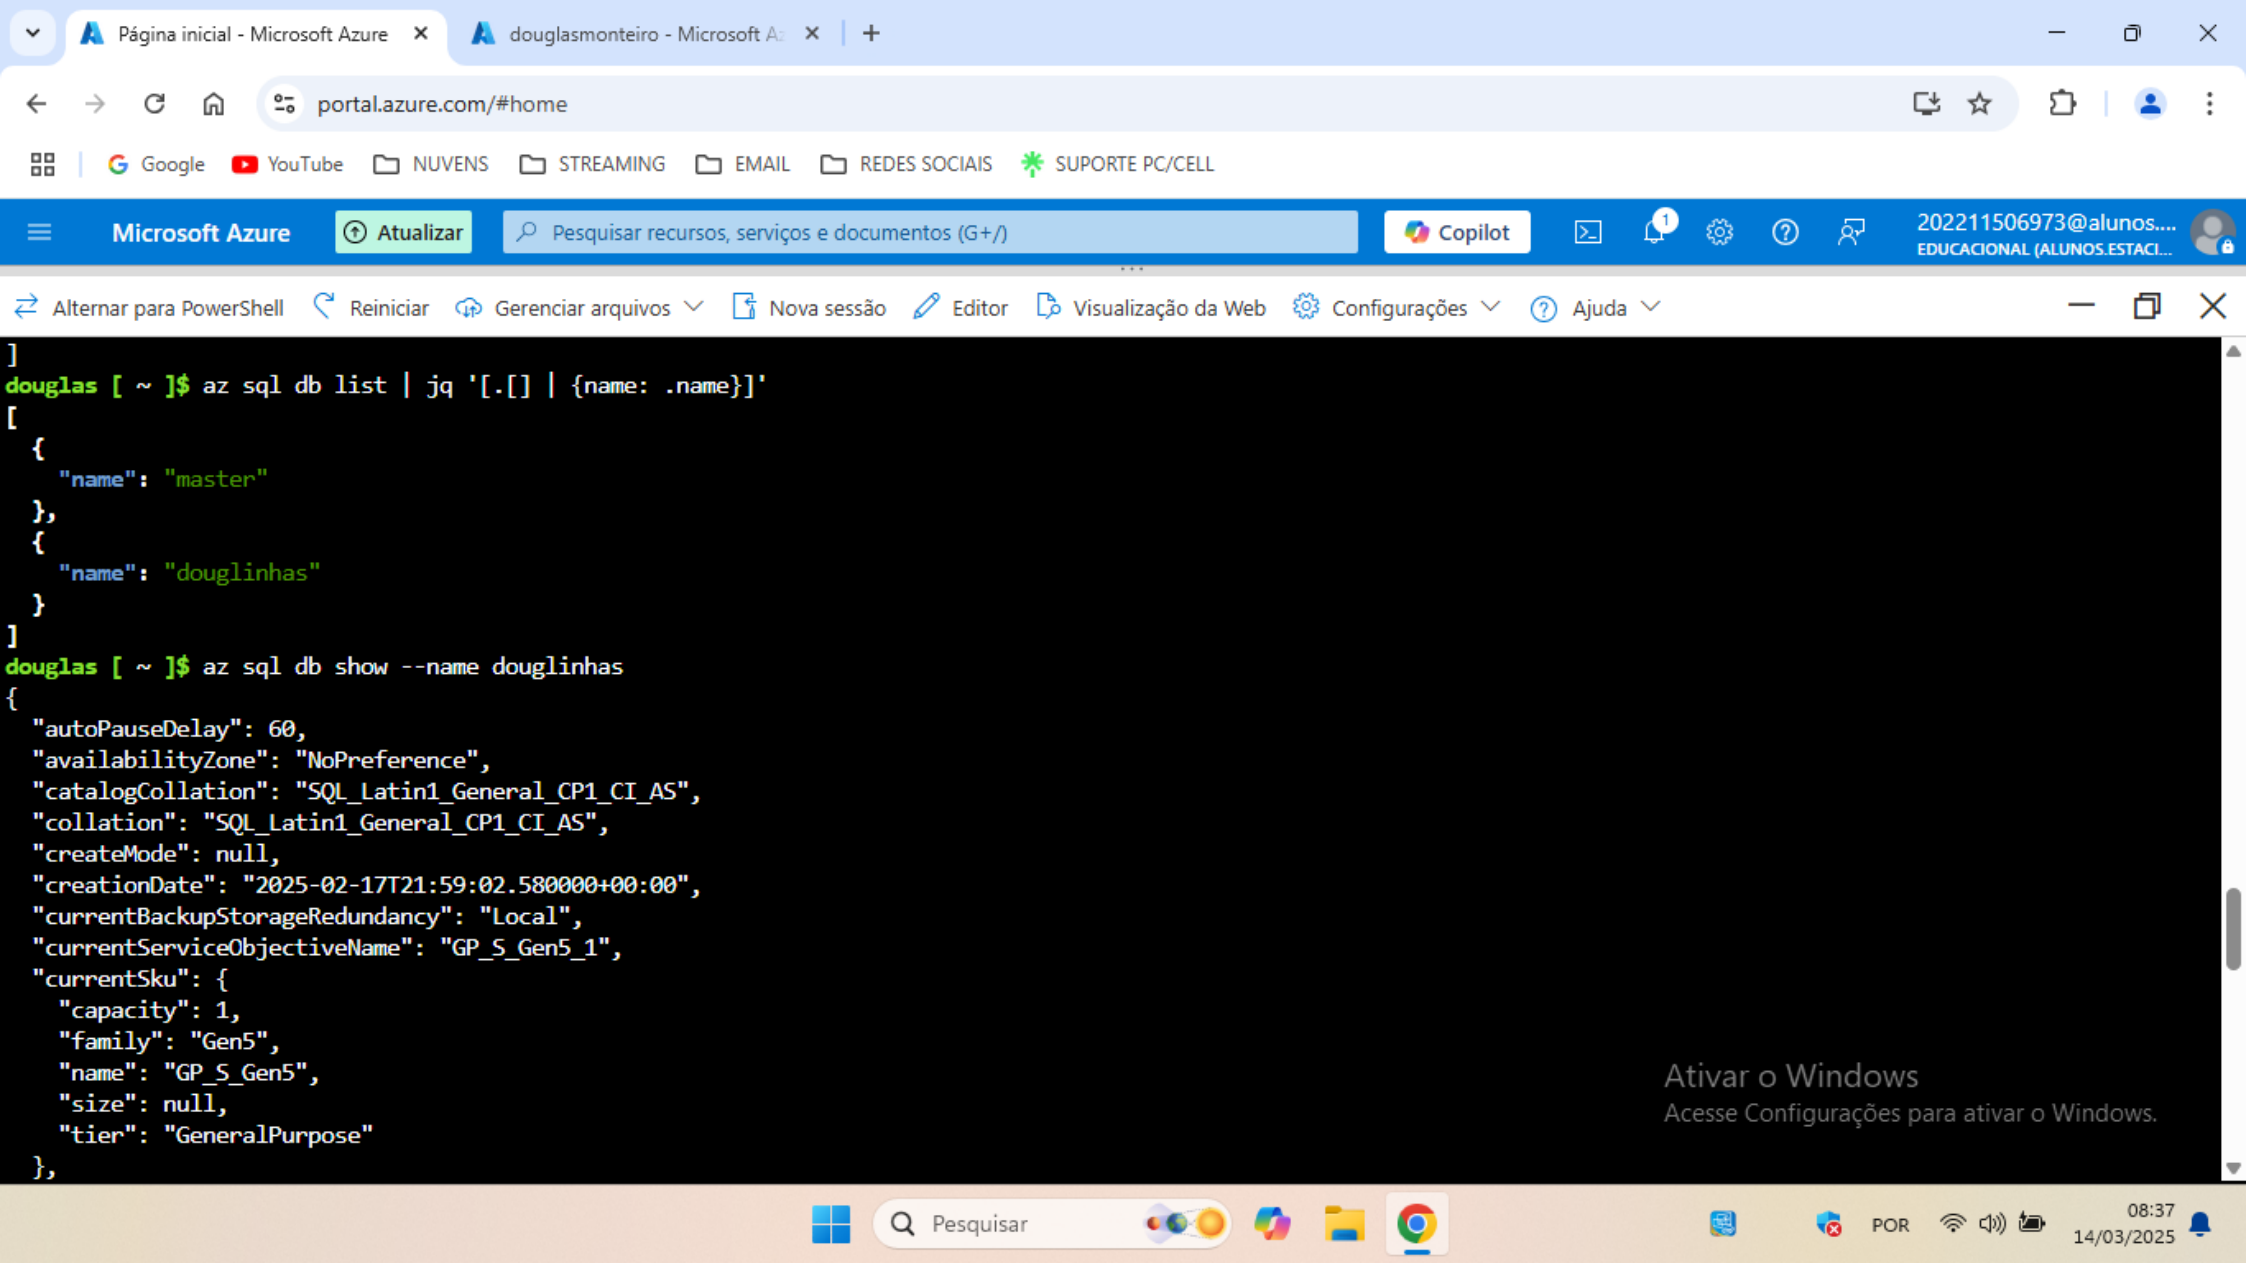 Página inicial - Microsoft Azure
douglasmonteiro - Microsoft A
portal.azure.com/#home
Google
YouTube
NUVENS
STREAMING
EMAIL
REDES SOCIAIS
SUPORTE PC/CELL
Microsoft Azure
Atualizar
Pesquisar recursos, serviços e documentos (G+/)
Copilot
1
202211506973@alunos....
EDUCACIONAL (ALUNOS.ESTACI...
Alternar para PowerShell
Reiniciar
Gerenciar arquivos
Nova sessão
Editor
Visualização da Web
Configurações
Ajuda
]
douglas [ ~ ]$ az sql db list | jq '[.[] | {name: .name}]'
[
{
"name": "master"
},
{
"name": "douglinhas"
}
]
douglas [ ~ ]$ az sql db show --name douglinhas
{
"autoPauseDelay": 60,
"availabilityZone": "NoPreference",
"catalogCollation": "SQL_Latin1_General_CP1_CI_AS",
"collation": "SQL_Latin1_General_CP1_CI_AS",
"createMode": null,
"creationDate": "2025-02-17T21:59:02.580000+00:00",
"currentBackupStorageRedundancy": "Local",
"currentServiceObjectiveName": "GP_S_Gen5_1",
"currentSku": {
"capacity": 1,
"family": "Gen5",
"name": "GP_S_Gen5",
"size": null,
"tier": "GeneralPurpose"
},
Ativar o Windows
Acesse Configurações para ativar o Windows.
Pesquisar
POR
08:37
14/03/2025